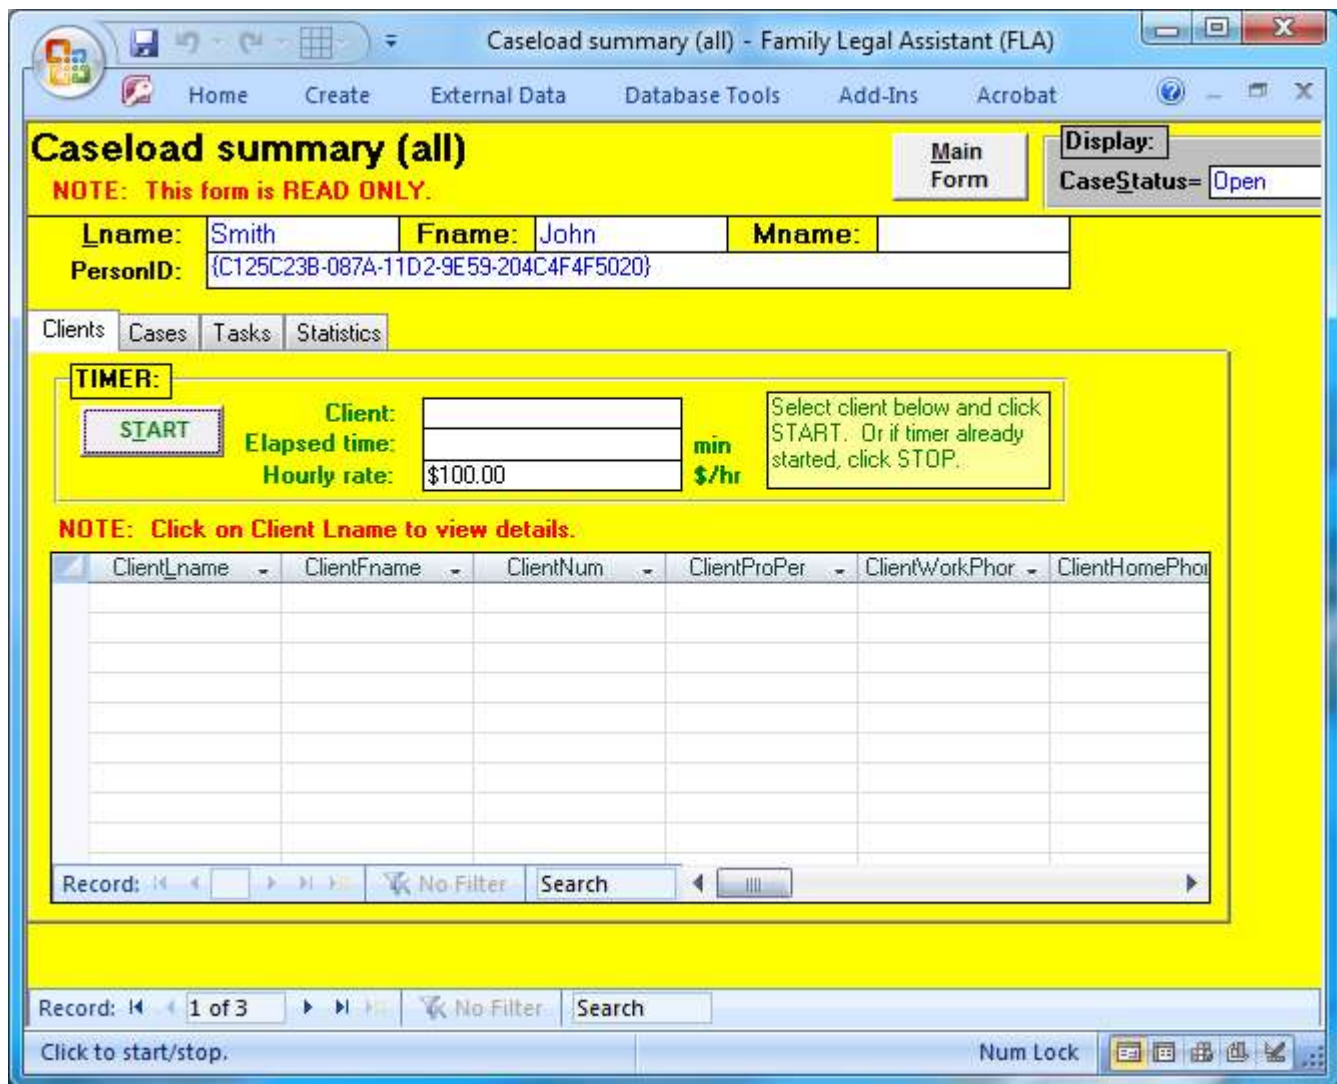 Caseload summary (all) - Family Legal Assistant (FLA)
Home Create External Data Database Tools Add-Ins Acrobat
Caseload summary (all)
NOTE: This form is READ ONLY.
Main Form
Display:
CaseStatus= Open
Lname: Smith Fname: John Mname:
PersonID: {C125C23B-087A-11D2-9E59-204C4F4F5020}
Clients Cases Tasks Statistics
TIMER:
START
Client:
Elapsed time: min
Hourly rate: $100.00 $/hr
Select client below and click
START. Or if timer already
started, click STOP.
NOTE: Click on Client Lname to view details.
ClientLname ClientFname ClientNum ClientProPer ClientWorkPhor ClientHomePhor
Record: No Filter Search
Record: 1 of 3 No Filter Search
Click to start/stop. Num Lock